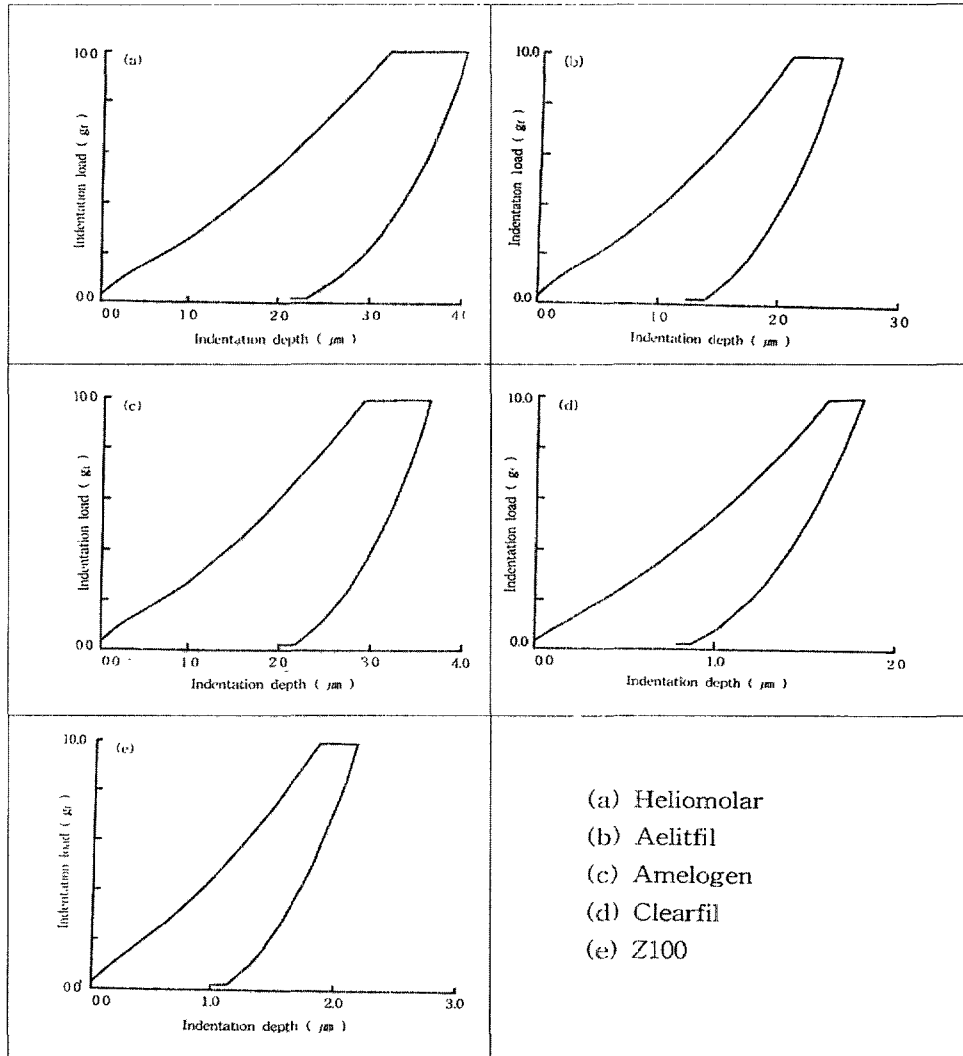 (a)
10.0
0.0
Indentation load ( gf )
0.0 1.0 2.0 3.0
Indentation depth ( μm )
(b)
10.0
0.0
Indentation load ( gf )
0.0 1.0 2.0 3.0
Indentation depth ( μm )
(c)
10.0
0.0
Indentation load ( gf )
0.0 1.0 2.0 3.0 4.0
Indentation depth ( μm )
(d)
10.0
0.0
Indentation load ( gf )
0.0 1.0 2.0
Indentation depth ( μm )
(e)
10.0
0.0
Indentation load ( gf )
0.0 1.0 2.0 3.0
Indentation depth ( μm )
(a) Heliomolar
(b) Aelitfil
(c) Amelogen
(d) Clearfil
(e) Z100